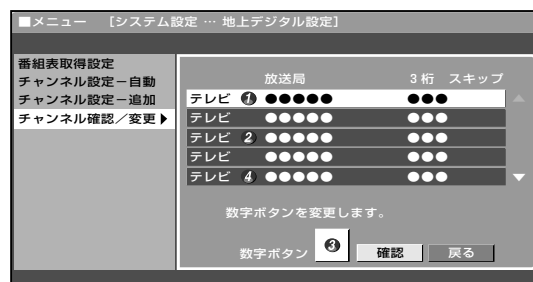 ■メニュー [システム設定 … 地上デジタル設定]
番組表取得設定
チャンネル設定－自動
チャンネル設定－追加
チャンネル確認／変更▶
放送局 3桁 スキップ
テレビ ❶ ●●●●● ●●●
テレビ ●●●●● ●●●
テレビ ❷ ●●●●● ●●●
テレビ ●●●●● ●●●
テレビ ❹ ●●●●● ●●●
数字ボタンを変更します。
数字ボタン ❸ 確認 戻る